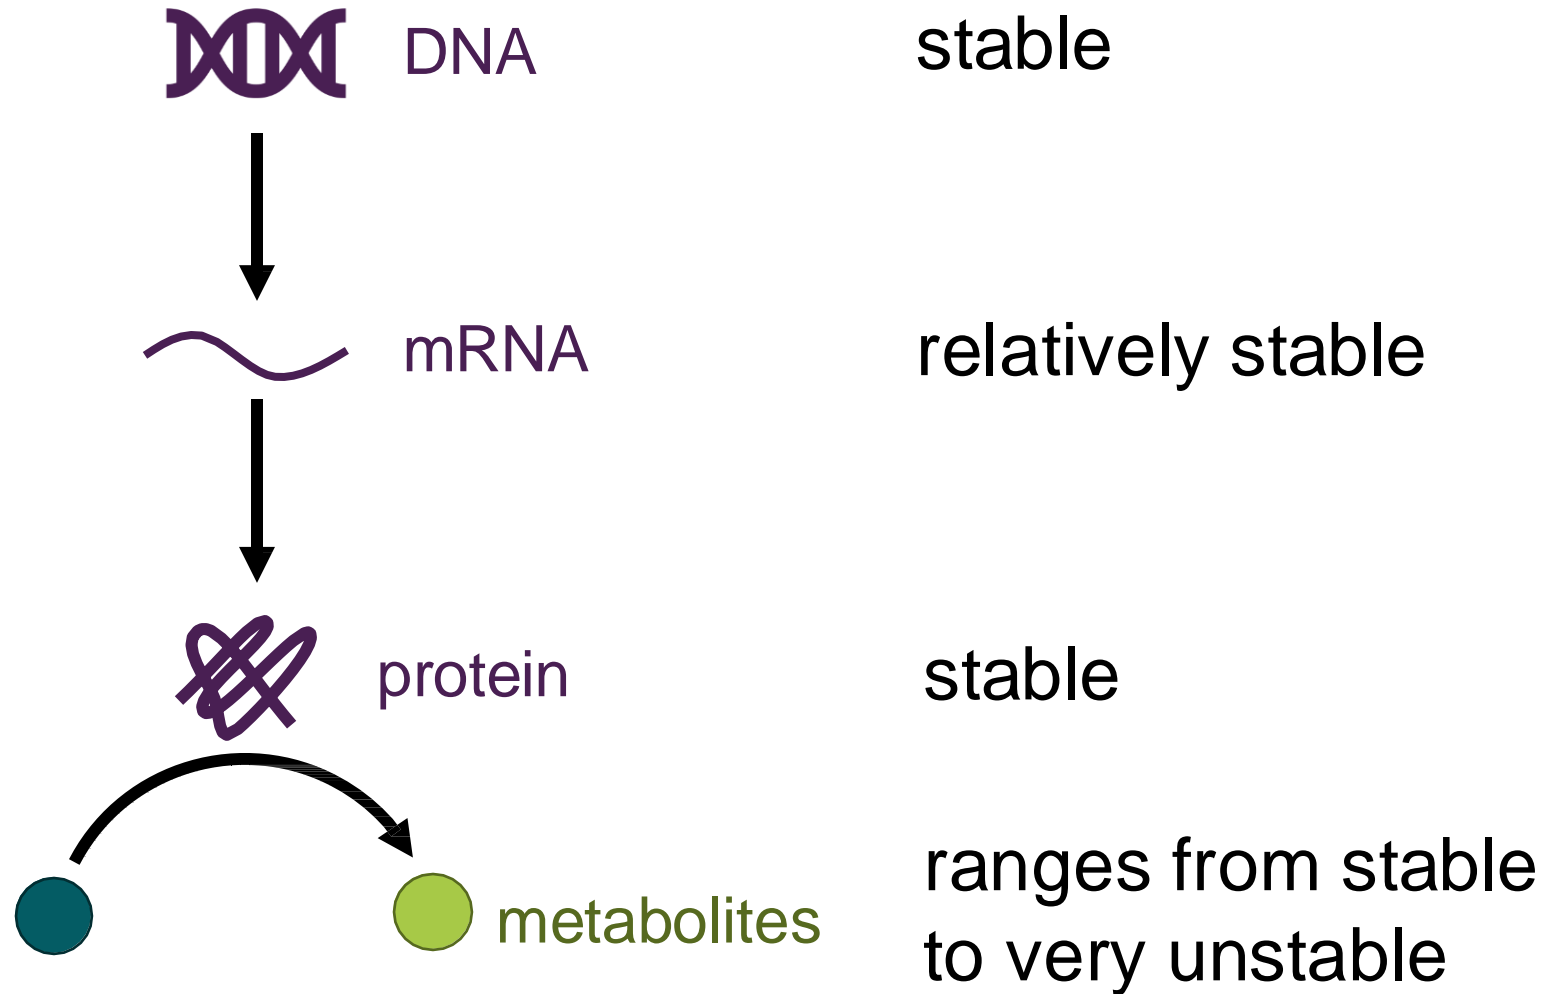 DNA
stable
mRNA
relatively stable
protein
stable
metabolites
ranges from stable
to very unstable